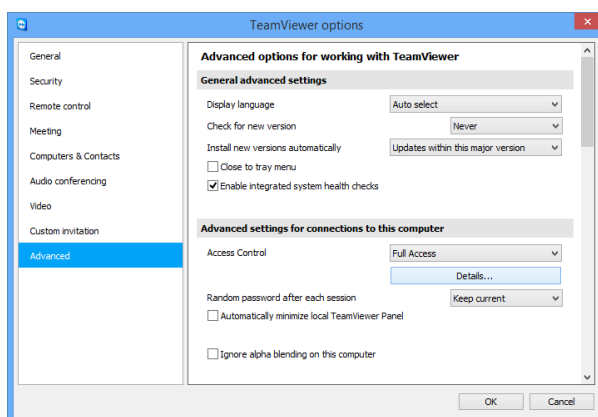 TeamViewer options
General
Security
Remote control
Meeting
Computers & Contacts
Audio conferencing
Video
Custom invitation
Advanced
Advanced options for working with TeamViewer
General advanced settings
Display language Auto select
Check for new version Never
Install new versions automatically Updates within this major version
Close to tray menu
Enable integrated system health checks
Advanced settings for connections to this computer
Access Control Full Access
Details...
Random password after each session Keep current
Automatically minimize local TeamViewer Panel
Ignore alpha blending on this computer
OK Cancel